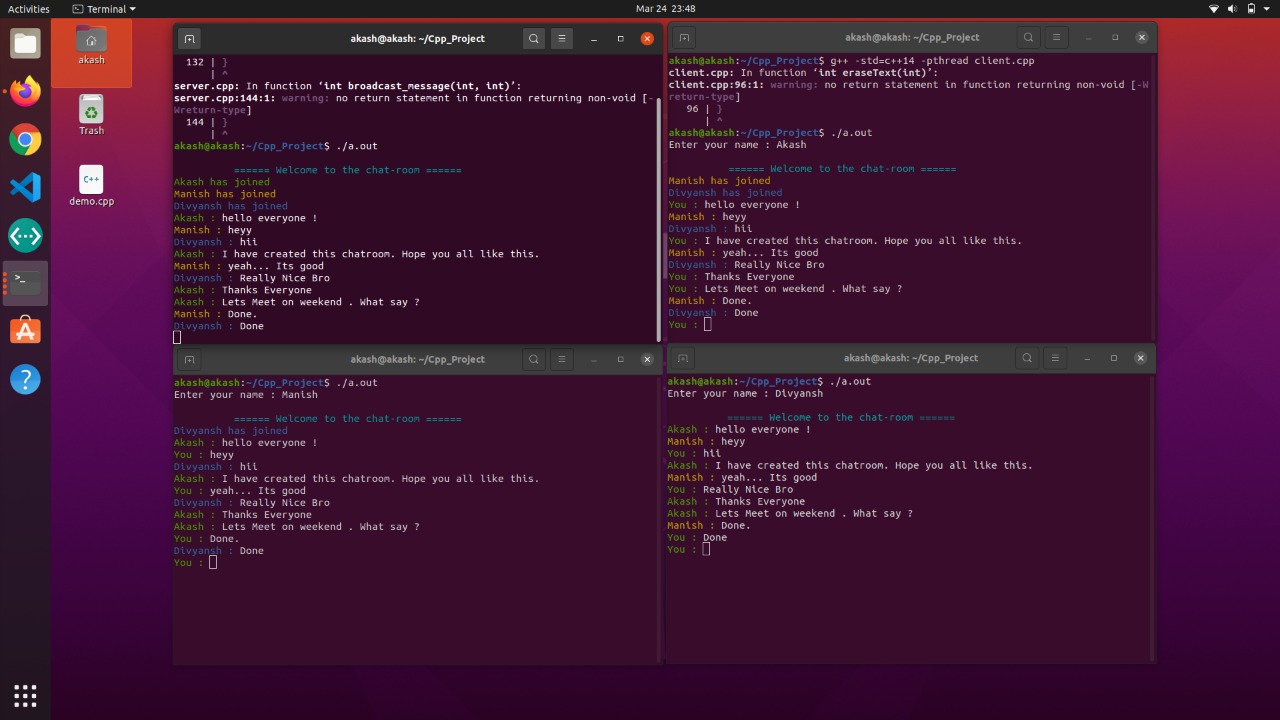 Activities
Terminal
Mar 24 23:48
akash
Trash
C++
demo.cpp
akash@akash: ~/Cpp_Project
132 | }
| ^
server.cpp: In function ‘int broadcast_message(int, int)’:
server.cpp:144:1: warning: no return statement in function returning non-void [-
Wreturn-type]
144 | }
| ^
akash@akash:~/Cpp_Project$ ./a.out
====== Welcome to the chat-room ======
Akash has joined
Manish has joined
Divyansh has joined
Akash : hello everyone !
Manish : heyy
Divyansh : hii
Akash : I have created this chatroom. Hope you all like this.
Manish : yeah... Its good
Divyansh : Really Nice Bro
Akash : Thanks Everyone
Akash : Lets Meet on weekend . What say ?
Manish : Done.
Divyansh : Done
akash@akash: ~/Cpp_Project
akash@akash:~/Cpp_Project$ g++ -std=c++14 -pthread client.cpp
client.cpp: In function ‘int eraseText(int)’:
client.cpp:96:1: warning: no return statement in function returning non-void [-W
return-type]
96 | }
| ^
akash@akash:~/Cpp_Project$ ./a.out
Enter your name : Akash
====== Welcome to the chat-room ======
Manish has joined
Divyansh has joined
You : hello everyone !
Manish : heyy
Divyansh : hii
You : I have created this chatroom. Hope you all like this.
Manish : yeah... Its good
Divyansh : Really Nice Bro
You : Thanks Everyone
You : Lets Meet on weekend . What say ?
Manish : Done.
Divyansh : Done
You :
akash@akash: ~/Cpp_Project
akash@akash:~/Cpp_Project$ ./a.out
Enter your name : Manish
====== Welcome to the chat-room ======
Divyansh has joined
Akash : hello everyone !
You : heyy
Divyansh : hii
Akash : I have created this chatroom. Hope you all like this.
You : yeah... Its good
Divyansh : Really Nice Bro
Akash : Thanks Everyone
Akash : Lets Meet on weekend . What say ?
You : Done.
Divyansh : Done
You :
akash@akash: ~/Cpp_Project
akash@akash:~/Cpp_Project$ ./a.out
Enter your name : Divyansh
====== Welcome to the chat-room ======
Akash : hello everyone !
Manish : heyy
You : hii
Akash : I have created this chatroom. Hope you all like this.
Manish : yeah... Its good
You : Really Nice Bro
Akash : Thanks Everyone
Akash : Lets Meet on weekend . What say ?
Manish : Done.
You : Done
You :